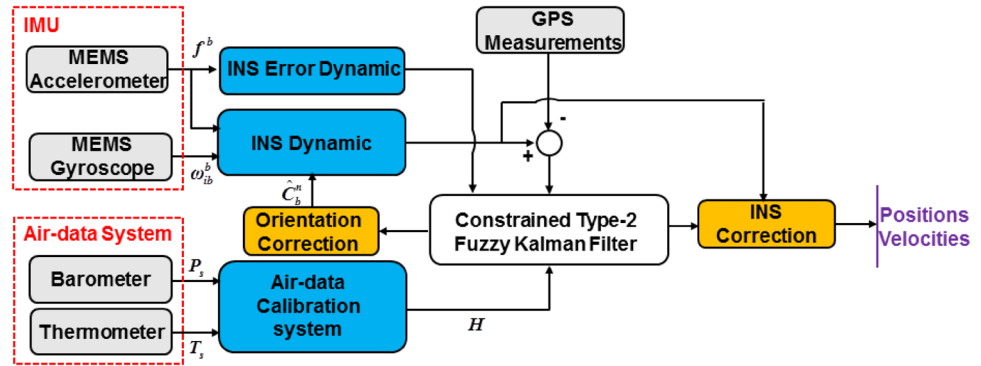 IMU
MEMS
Accelerometer
MEMS
Gyroscope
f^b
ω_ib^b
INS Error Dynamic
INS Dynamic
GPS
Measurements
-
+
Ĉ_b^n
Orientation
Correction
Constrained Type-2
Fuzzy Kalman Filter
INS
Correction
Positions
Velocities
Air-data System
Barometer
Thermometer
P_s
T_s
Air-data
Calibration
system
H